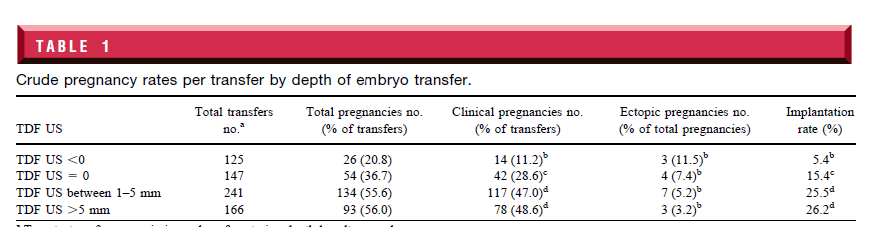 TABLE 1
Crude pregnancy rates per transfer by depth of embryo transfer.
Total transfers Total pregnancies no. Clinical pregnancies no. Ectopic pregnancies no. Implantation
TDF US no.ᵃ (% of transfers) (% of transfers) (% of total pregnancies) rate (%)
TDF US <0 125 26 (20.8) 14 (11.2)ᵇ 3 (11.5)ᵇ 5.4ᵇ
TDF US = 0 147 54 (36.7) 42 (28.6)ᶜ 4 (7.4)ᵇ 15.4ᶜ
TDF US between 1–5 mm 241 134 (55.6) 117 (47.0)ᵈ 7 (5.2)ᵇ 25.5ᵈ
TDF US >5 mm 166 93 (56.0) 78 (48.6)ᵈ 3 (3.2)ᵇ 26.2ᵈ